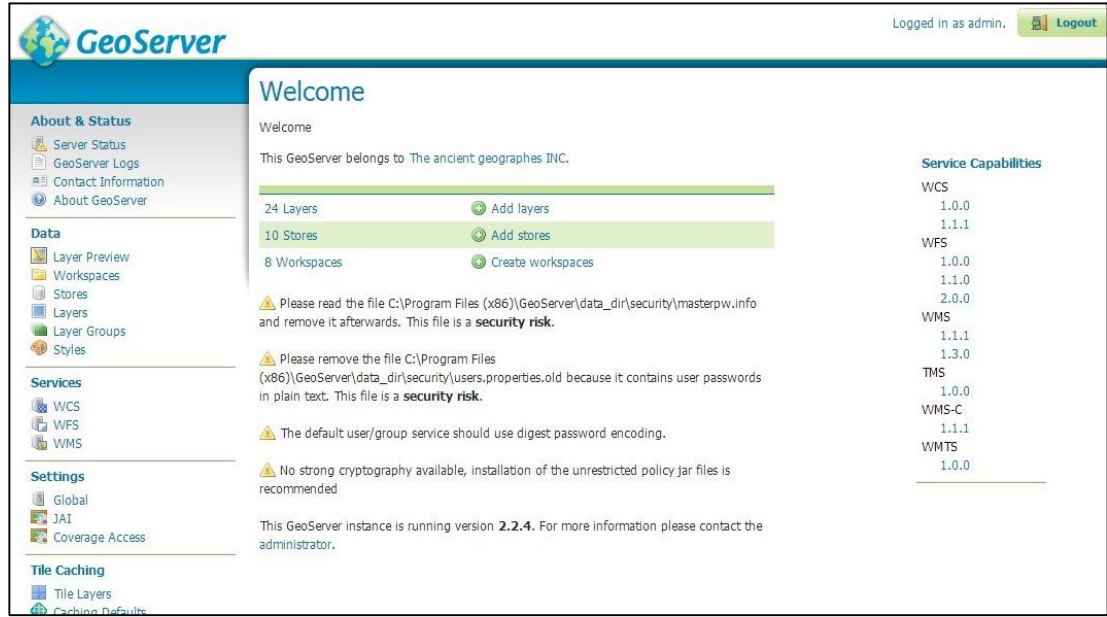 GeoServer
Logged in as admin.
Logout
About & Status
Server Status
GeoServer Logs
Contact Information
About GeoServer
Data
Layer Preview
Workspaces
Stores
Layers
Layer Groups
Styles
Services
WCS
WFS
WMS
Settings
Global
JAI
Coverage Access
Tile Caching
Tile Layers
Caching Defaults
Welcome
Welcome
This GeoServer belongs to The ancient geographes INC.
24 Layers Add layers
10 Stores Add stores
8 Workspaces Create workspaces
Please read the file C:\Program Files (x86)\GeoServer\data_dir\security\masterpw.info
and remove it afterwards. This file is a security risk.
Please remove the file C:\Program Files
(x86)\GeoServer\data_dir\security\users.properties.old because it contains user passwords
in plain text. This file is a security risk.
The default user/group service should use digest password encoding.
No strong cryptography available, installation of the unrestricted policy jar files is
recommended
This GeoServer instance is running version 2.2.4. For more information please contact the
administrator.
Service Capabilities
WCS
1.0.0
1.1.1
WFS
1.0.0
1.1.0
2.0.0
WMS
1.1.1
1.3.0
TMS
1.0.0
WMS-C
1.1.1
WMTS
1.0.0